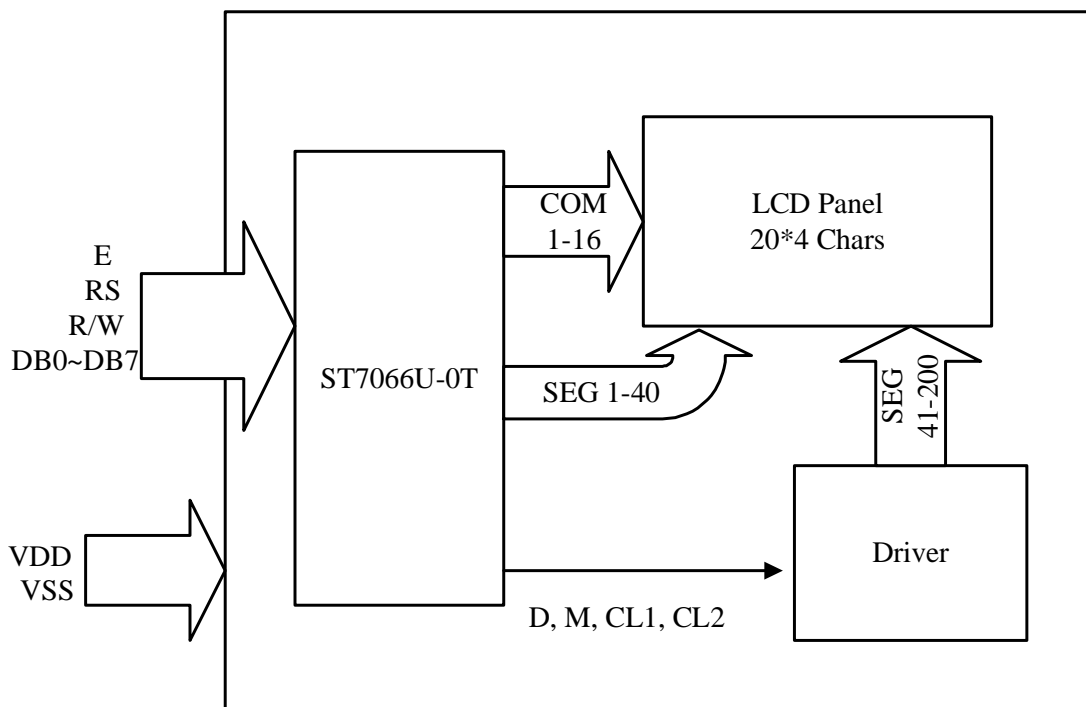 LCD Panel
20*4 Chars
COM
1-16
E
RS
R/W
DB0~DB7
ST7066U-0T
SEG 1-40
SEG
41-200
VDD
VSS
Driver
D, M, CL1, CL2